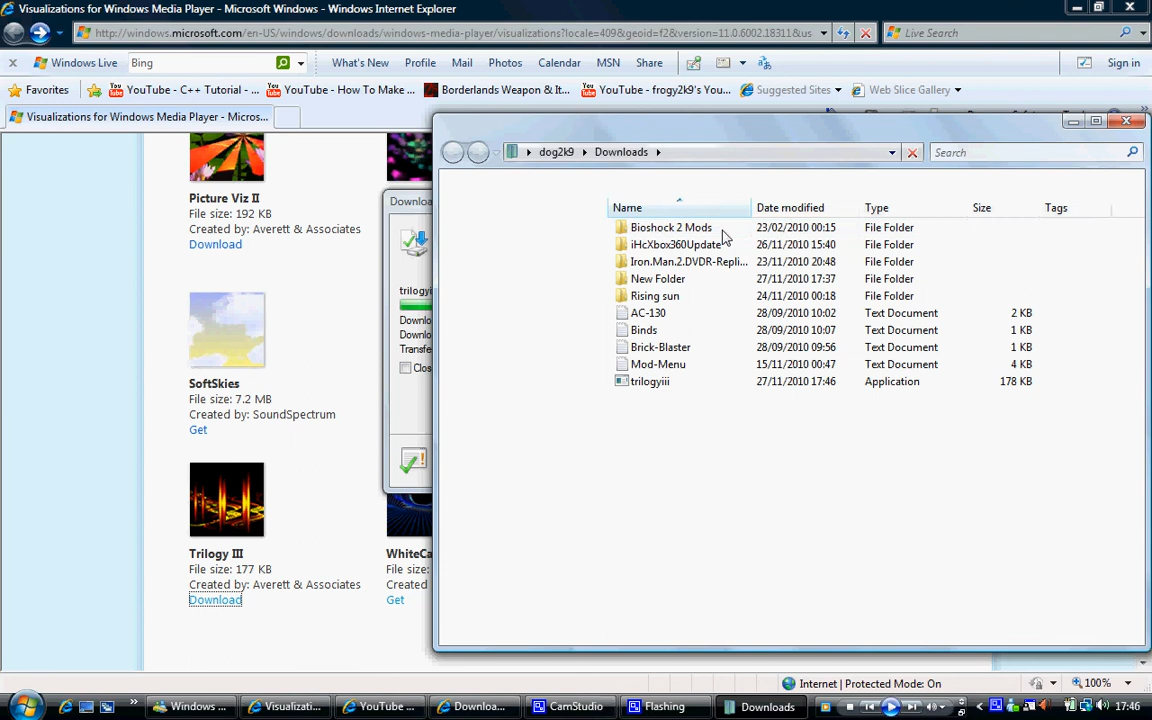 Visualizations for Windows Media Player - Microsoft Windows - Windows Internet Explorer
http://windows.microsoft.com/en-US/windows/downloads/windows-media-player/visualizations?locale=409&geoid=f2&version=11.0.6002.18311&us
Live Search
Windows Live
Bing
What's New
Profile
Mail
Photos
Calendar
MSN
Share
Sign in
Favorites
YouTube - C++ Tutorial - ...
YouTube - How To Make ...
Borderlands Weapon & It...
YouTube - frogy2k9's You...
Suggested Sites
Web Slice Gallery
Visualizations for Windows Media Player - Micros...
Picture Viz II
File size: 192 KB
Created by: Averett & Associates
Download
SoftSkies
File size: 7.2 MB
Created by: SoundSpectrum
Get
Trilogy III
File size: 177 KB
Created by: Averett & Associates
Download
WhiteCa
File size:
Created
Get
Downloa
trilogyi
Downlo
Downlo
Transfe
Clos
dog2k9
Downloads
Search
Name Date modified Type Size Tags
Bioshock 2 Mods 23/02/2010 00:15 File Folder
iHcXbox360Update 26/11/2010 15:40 File Folder
Iron.Man.2.DVDR-Repli... 23/11/2010 20:48 File Folder
New Folder 27/11/2010 17:37 File Folder
Rising sun 24/11/2010 00:18 File Folder
AC-130 28/09/2010 10:02 Text Document 2 KB
Binds 28/09/2010 10:07 Text Document 1 KB
Brick-Blaster 28/09/2010 09:56 Text Document 1 KB
Mod-Menu 15/11/2010 00:47 Text Document 4 KB
trilogyiii 27/11/2010 17:46 Application 178 KB
Internet | Protected Mode: On
100%
Windows ...
Visualizati...
YouTube ...
Downloa...
CamStudio
Flashing
Downloads
17:46